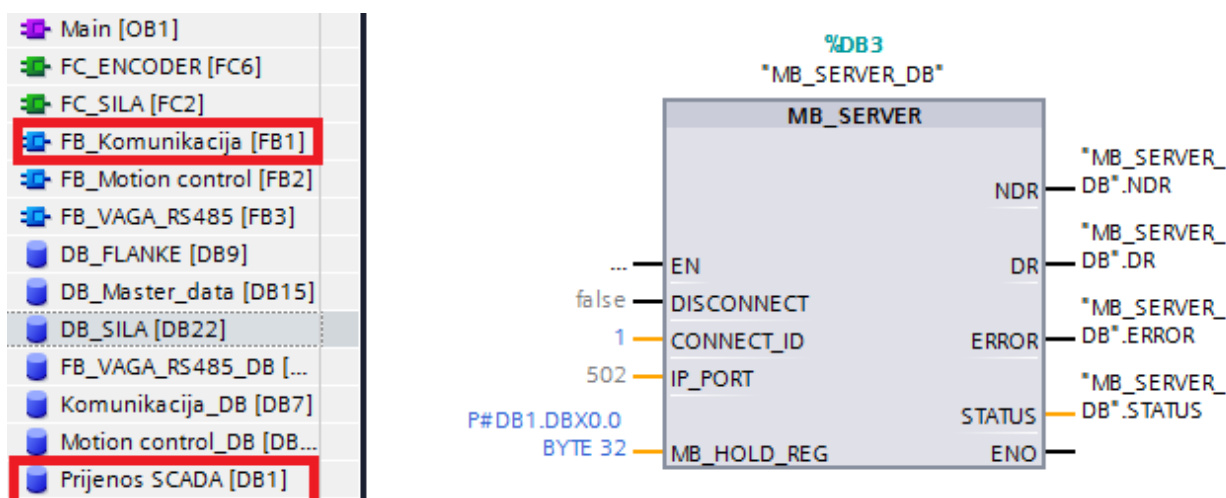 Main [OB1]
FC_ENCODER [FC6]
FC_SILA [FC2]
FB_Komunikacija [FB1]
FB_Motion control [FB2]
FB_VAGA_RS485 [FB3]
DB_FLANKE [DB9]
DB_Master_data [DB15]
DB_SILA [DB22]
FB_VAGA_RS485_DB [...
Komunikacija_DB [DB7]
Motion control_DB [DB...
Prijenos SCADA [DB1]
%DB3
"MB_SERVER_DB"
MB_SERVER
... EN
false DISCONNECT
1 CONNECT_ID
502 IP_PORT
P#DB1.DBX0.0
BYTE 32 MB_HOLD_REG
NDR "MB_SERVER_
DB".NDR
DR "MB_SERVER_
DB".DR
ERROR "MB_SERVER_
DB".ERROR
STATUS "MB_SERVER_
DB".STATUS
ENO